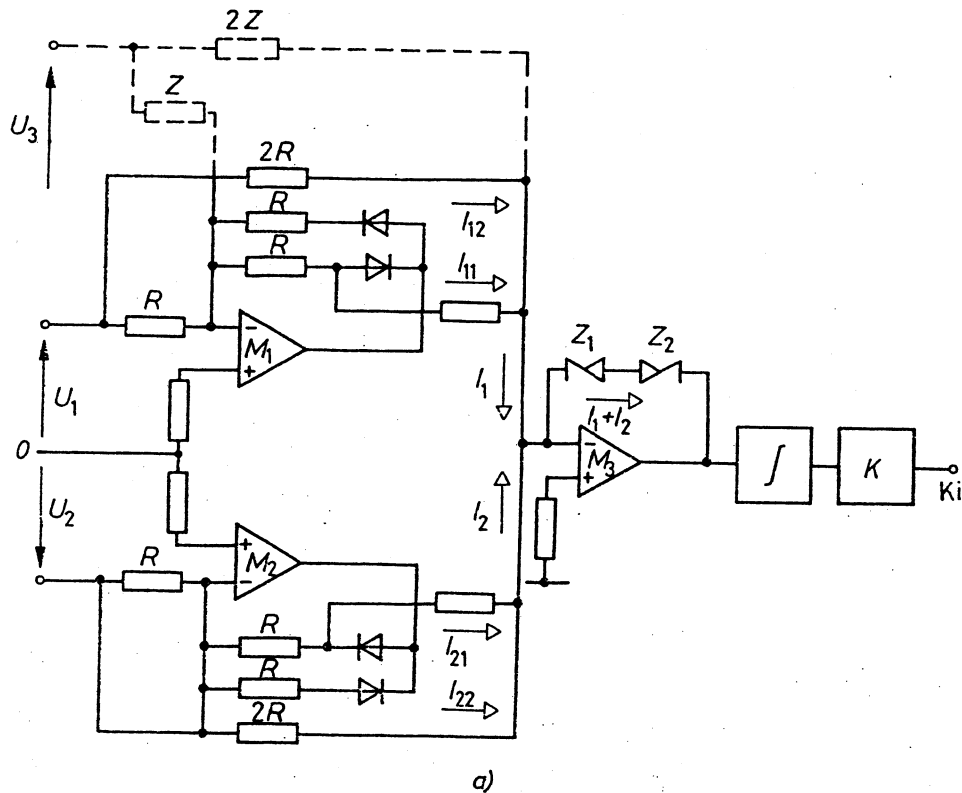 2Z
Z
U₃
2R
R
I₁₂
R
I₁₁
R
M₁
Z₁ Z₂
U₁
I₁
I₁+I₂
0
M₃
∫
K
Ki
U₂
I₂
M₂
R
R
I₂₁
R
I₂₂
2R
a)